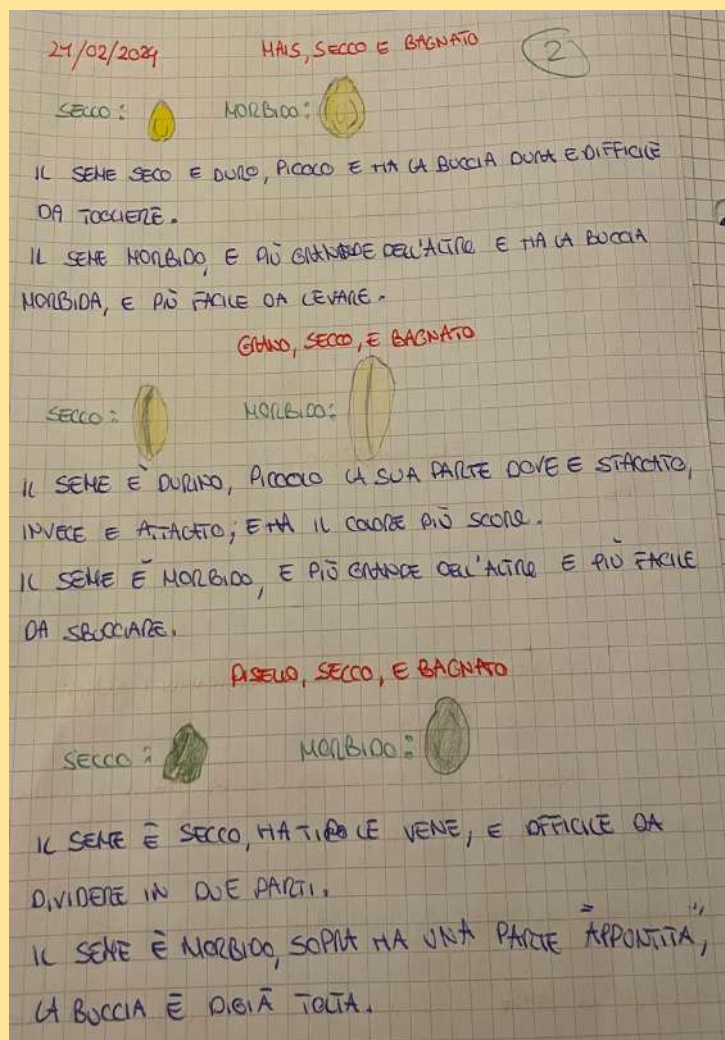 21/02/2024 MAIS, SECCO E BAGNATO 2
SECCO: MORBIDO:
IL SEME SECO E DURO, PICOLO E HA LA BUCCIA DURA E DIFFICILE
DA TOGLIERE.
IL SEME MORBIDO, E PIÙ GRANDE DELL'ALTRO E HA LA BUCCIA
MORBIDA, E PIÙ FACILE DA LEVARE.
GRANO, SECCO, E BAGNATO
SECCO: MORBIDO:
IL SEME È DURINO, PICCOLO LA SUA PARTE DOVE E STACCATO,
INVECE E ATTACATO; E HA IL COLORE PIÙ SCORO.
IL SEME È MORBIDO, E PIÙ GRANDE DELL'ALTRO E PIÙ FACILE
DA SBUCCIARE.
PISELLO, SECCO, E BAGNATO
SECCO: MORBIDO:
IL SEME È SECCO, HA TIPO LE VENE, E DIFFICILE DA
DIVIDERE IN DUE PARTI.
IL SEME È MORBIDO, SOPRA HA UNA PARTE "APPONTITA",
LA BUCCIA È DIGIÀ TOLTA.